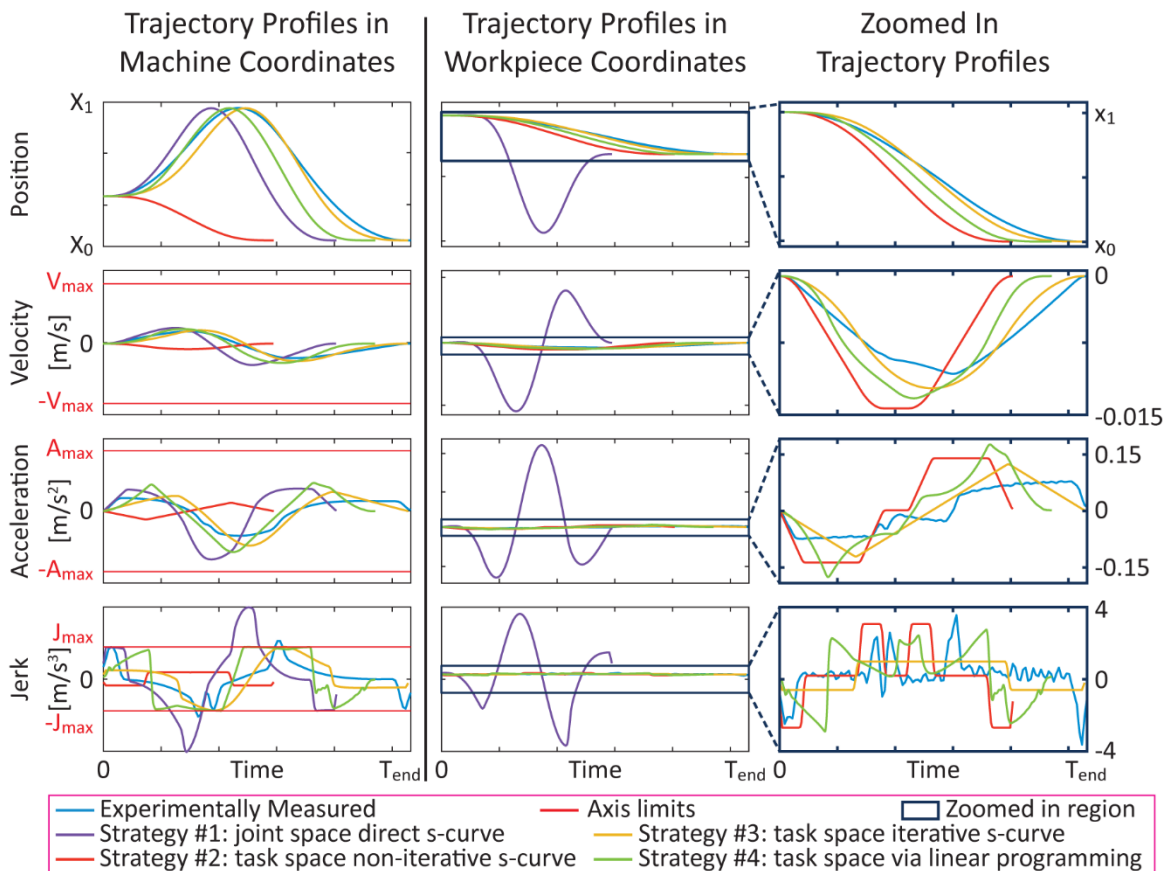 Trajectory Profiles in
Machine Coordinates
Trajectory Profiles in
Workpiece Coordinates
Zoomed In
Trajectory Profiles
Position
X₁
X₀
X₁
X₀
Velocity
[m/s]
Vmax
0
-Vmax
0
-0.015
Acceleration
[m/s²]
Amax
0
-Amax
0.15
0
-0.15
Jerk
[m/s³]
Jmax
0
-Jmax
4
0
-4
0 Time Tend
0 Time Tend
0 Time Tend
Experimentally Measured
Axis limits
Zoomed in region
Strategy #1: joint space direct s-curve
Strategy #3: task space iterative s-curve
Strategy #2: task space non-iterative s-curve
Strategy #4: task space via linear programming